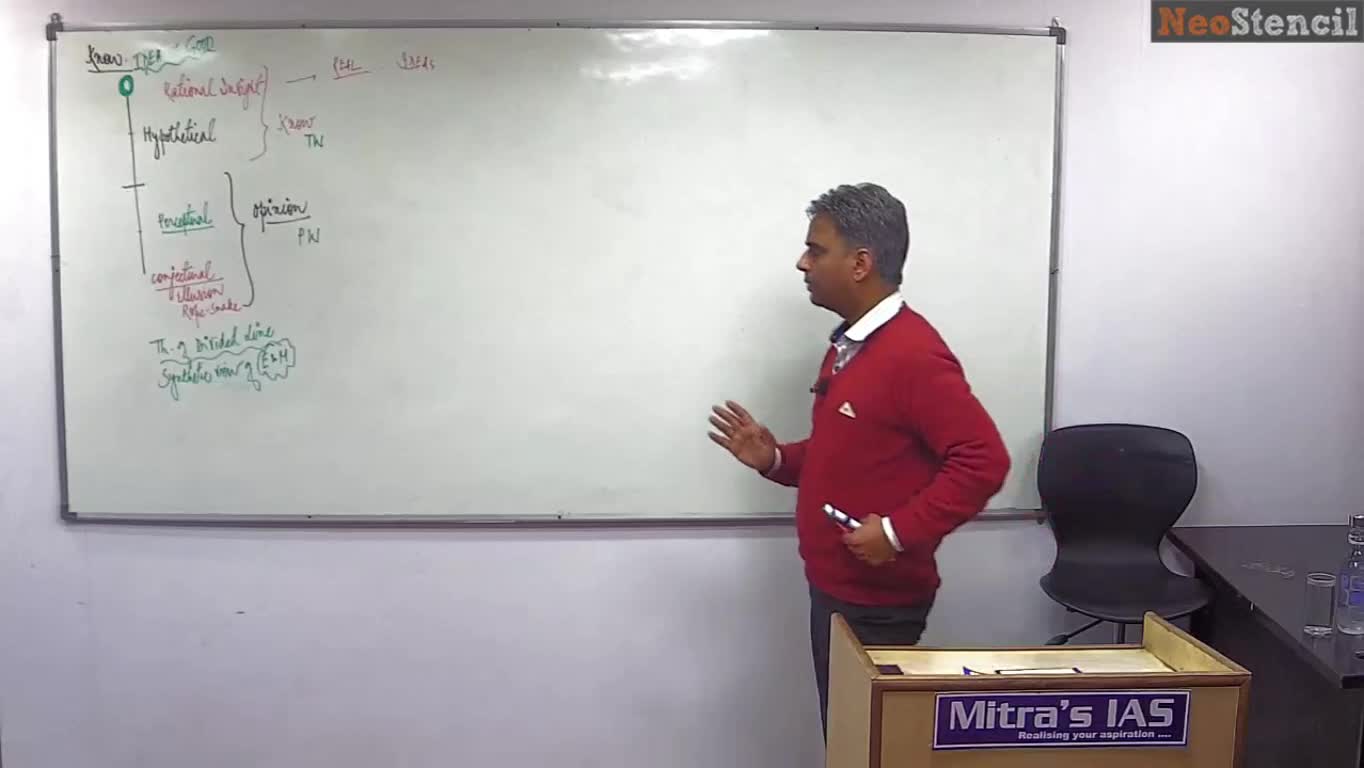 NeoStencil
Know. IDEA of GOOD
Rational Insight → REAL IDEAS
Hypothetical
Know
TW
Perceptual
Opinion
PW
Conjectural
illusion
Rope-Snake
Th. of Divided Line
Synthetic view of E & M
Mitra's IAS
Realising your aspiration ....